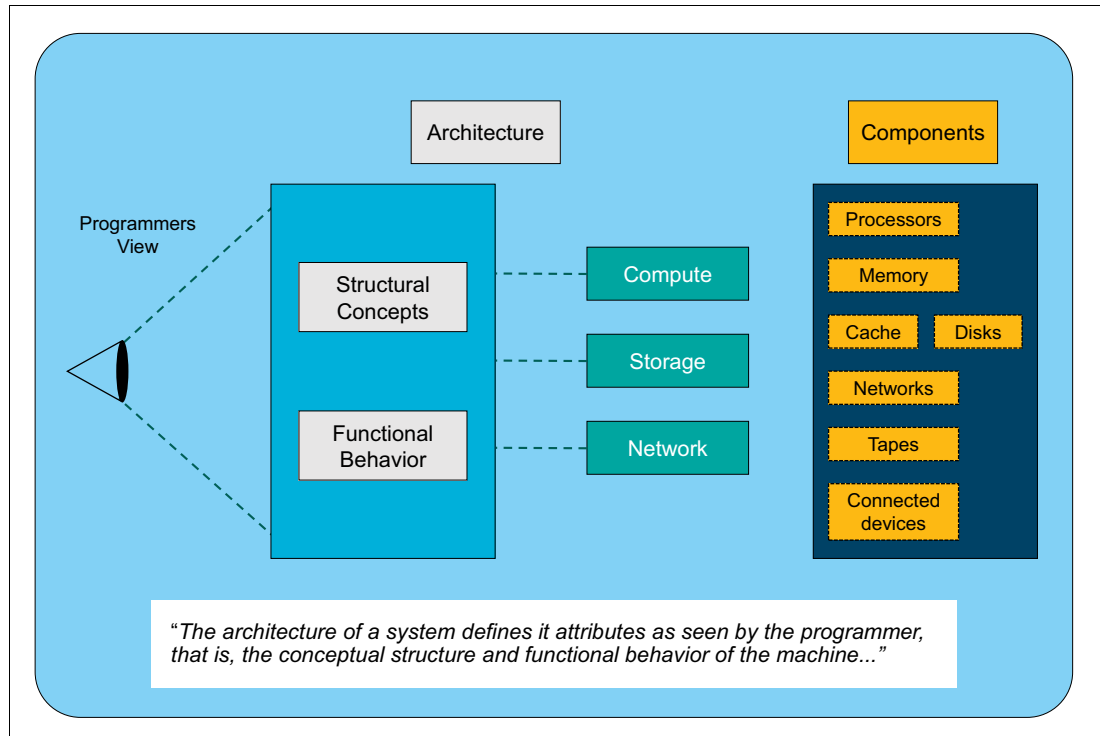 Architecture
Components
Programmers
View
Structural
Concepts
Functional
Behavior
Compute
Storage
Network
Processors
Memory
Cache
Disks
Networks
Tapes
Connected
devices
“The architecture of a system defines it attributes as seen by the programmer,
that is, the conceptual structure and functional behavior of the machine...”